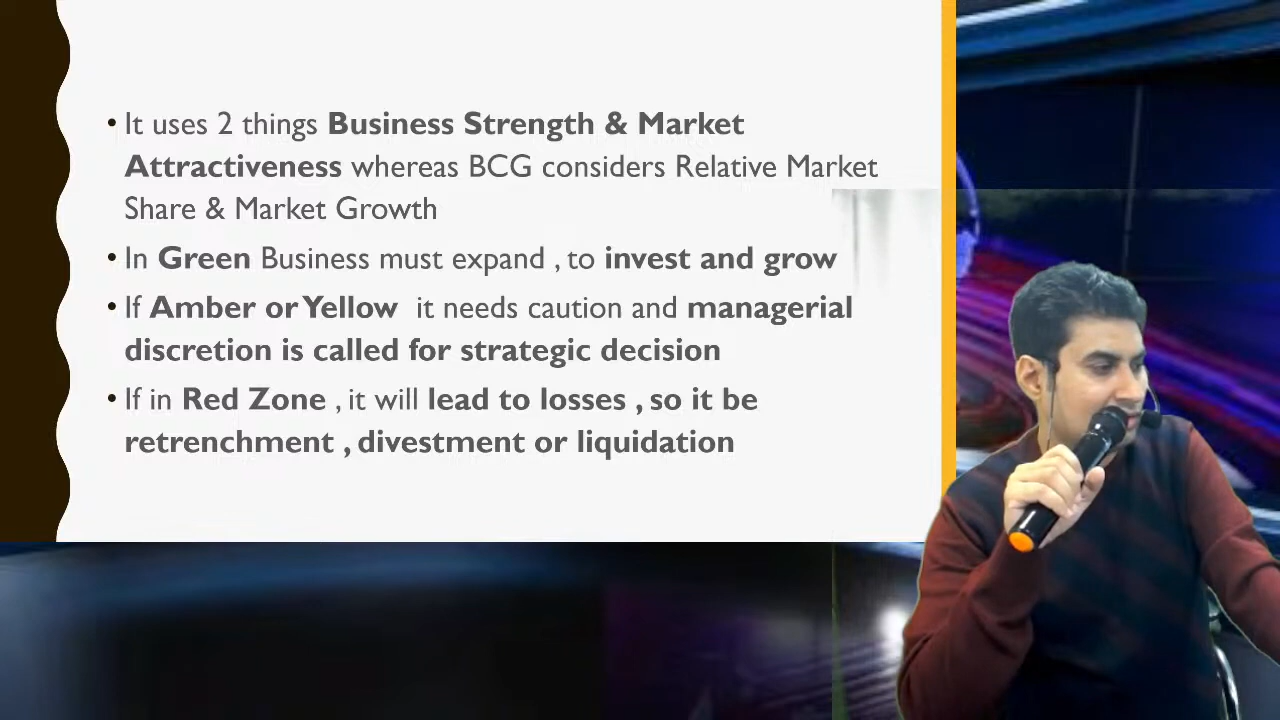 • It uses 2 things Business Strength & Market
Attractiveness whereas BCG considers Relative Market
Share & Market Growth
• In Green Business must expand , to invest and grow
• If Amber or Yellow it needs caution and managerial
discretion is called for strategic decision
• If in Red Zone , it will lead to losses , so it be
retrenchment , divestment or liquidation